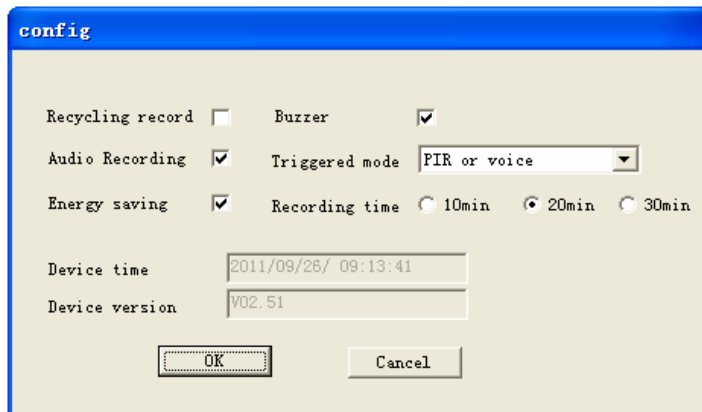 config
Recycling record Buzzer
Audio Recording Triggered mode PIR or voice
Energy saving Recording time 10min 20min 30min
Device time 2011/09/26/ 09:13:41
Device version V02.51
OK Cancel